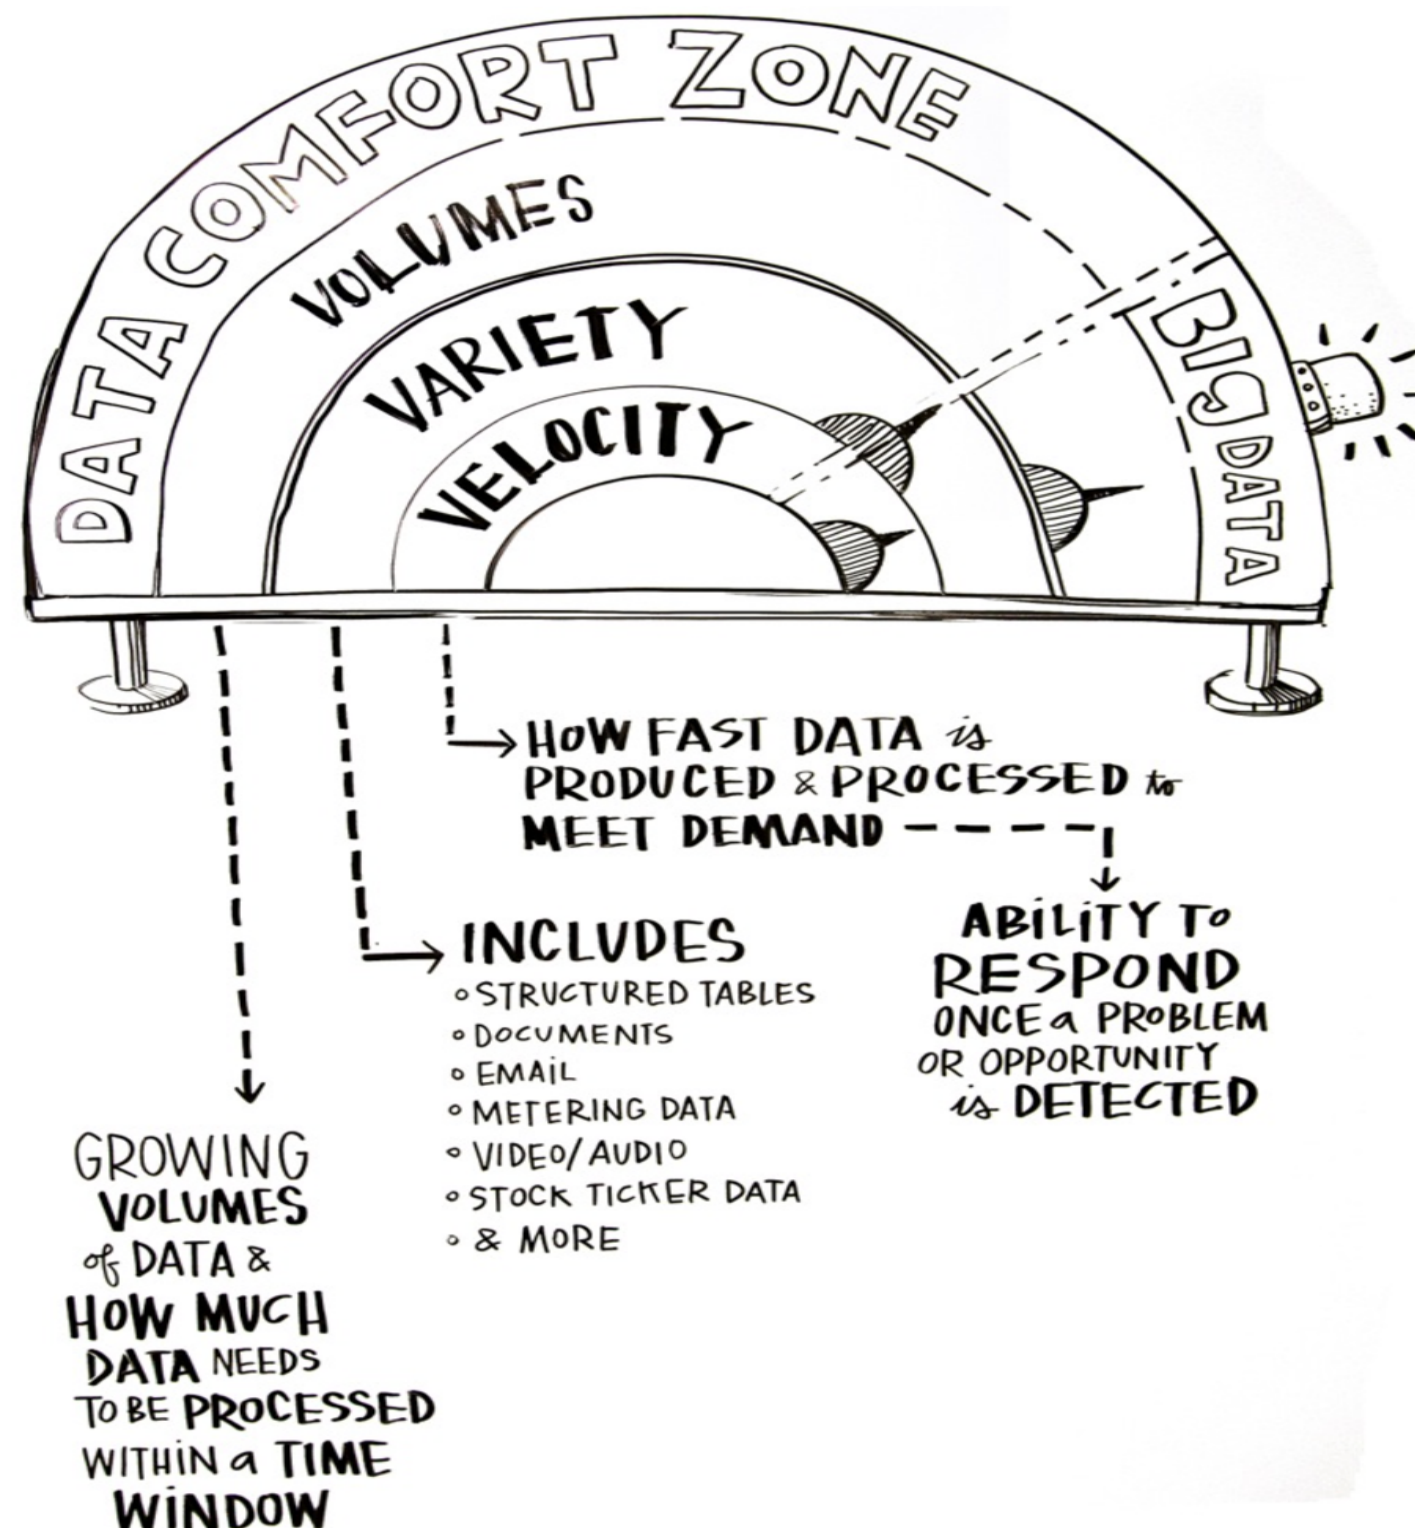 DATA COMFORT ZONE
BIG DATA
VOLUMES
VARIETY
VELOCITY
HOW FAST DATA is
PRODUCED & PROCESSED to
MEET DEMAND
ABILITY TO
RESPOND
ONCE a PROBLEM
OR OPPORTUNITY
is DETECTED
INCLUDES
STRUCTURED TABLES
DOCUMENTS
EMAIL
METERING DATA
VIDEO/AUDIO
STOCK TICKER DATA
& MORE
GROWING
VOLUMES
of DATA &
HOW MUCH
DATA NEEDS
TO BE PROCESSED
WITHIN a TIME
WINDOW